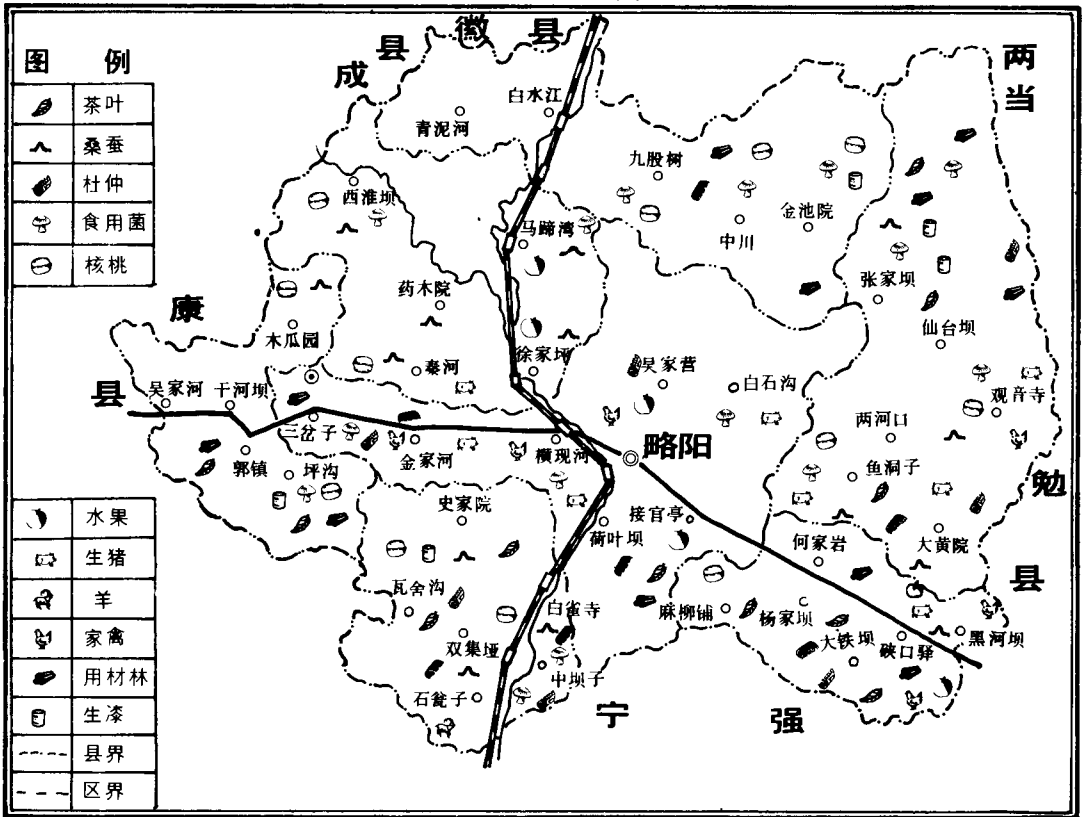 图 例
茶叶
桑蚕
杜仲
食用菌
核桃
水果
生猪
羊
家禽
用材林
生漆
县界
区界
成县
徽县
两当
康县
勉县
宁强
白水江
青泥河
西淮坝
九股树
金池院
中川
马蹄湾
张家坝
药木院
木瓜园
仙台坝
徐家坪
秦河
吴家营
白石沟
观音寺
吴家河
干河坝
三岔子
两河口
略阳
金家河
横现河
郭镇
坪沟
鱼洞子
史家院
接官亭
荷叶坝
何家岩
大黄院
瓦舍沟
白雀寺
麻柳铺
杨家坝
大铁坝
硖口驿
黑河坝
双集垭
中坝子
石瓮子